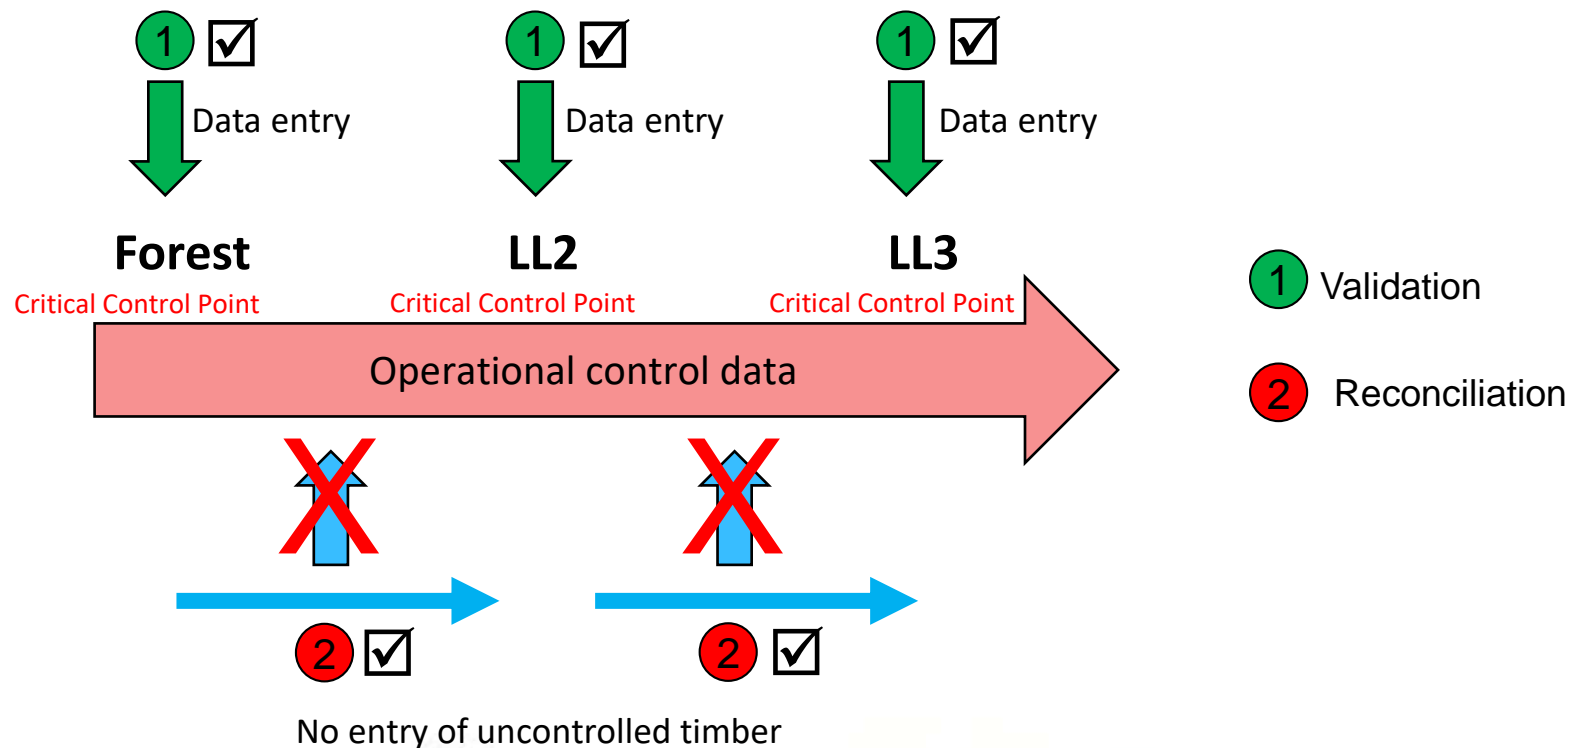 1
1
1
Data entry
Data entry
Data entry
Forest
LL2
LL3
Critical Control Point
Critical Control Point
Critical Control Point
1 Validation
Operational control data
2 Reconciliation
X
X
2
2
No entry of uncontrolled timber